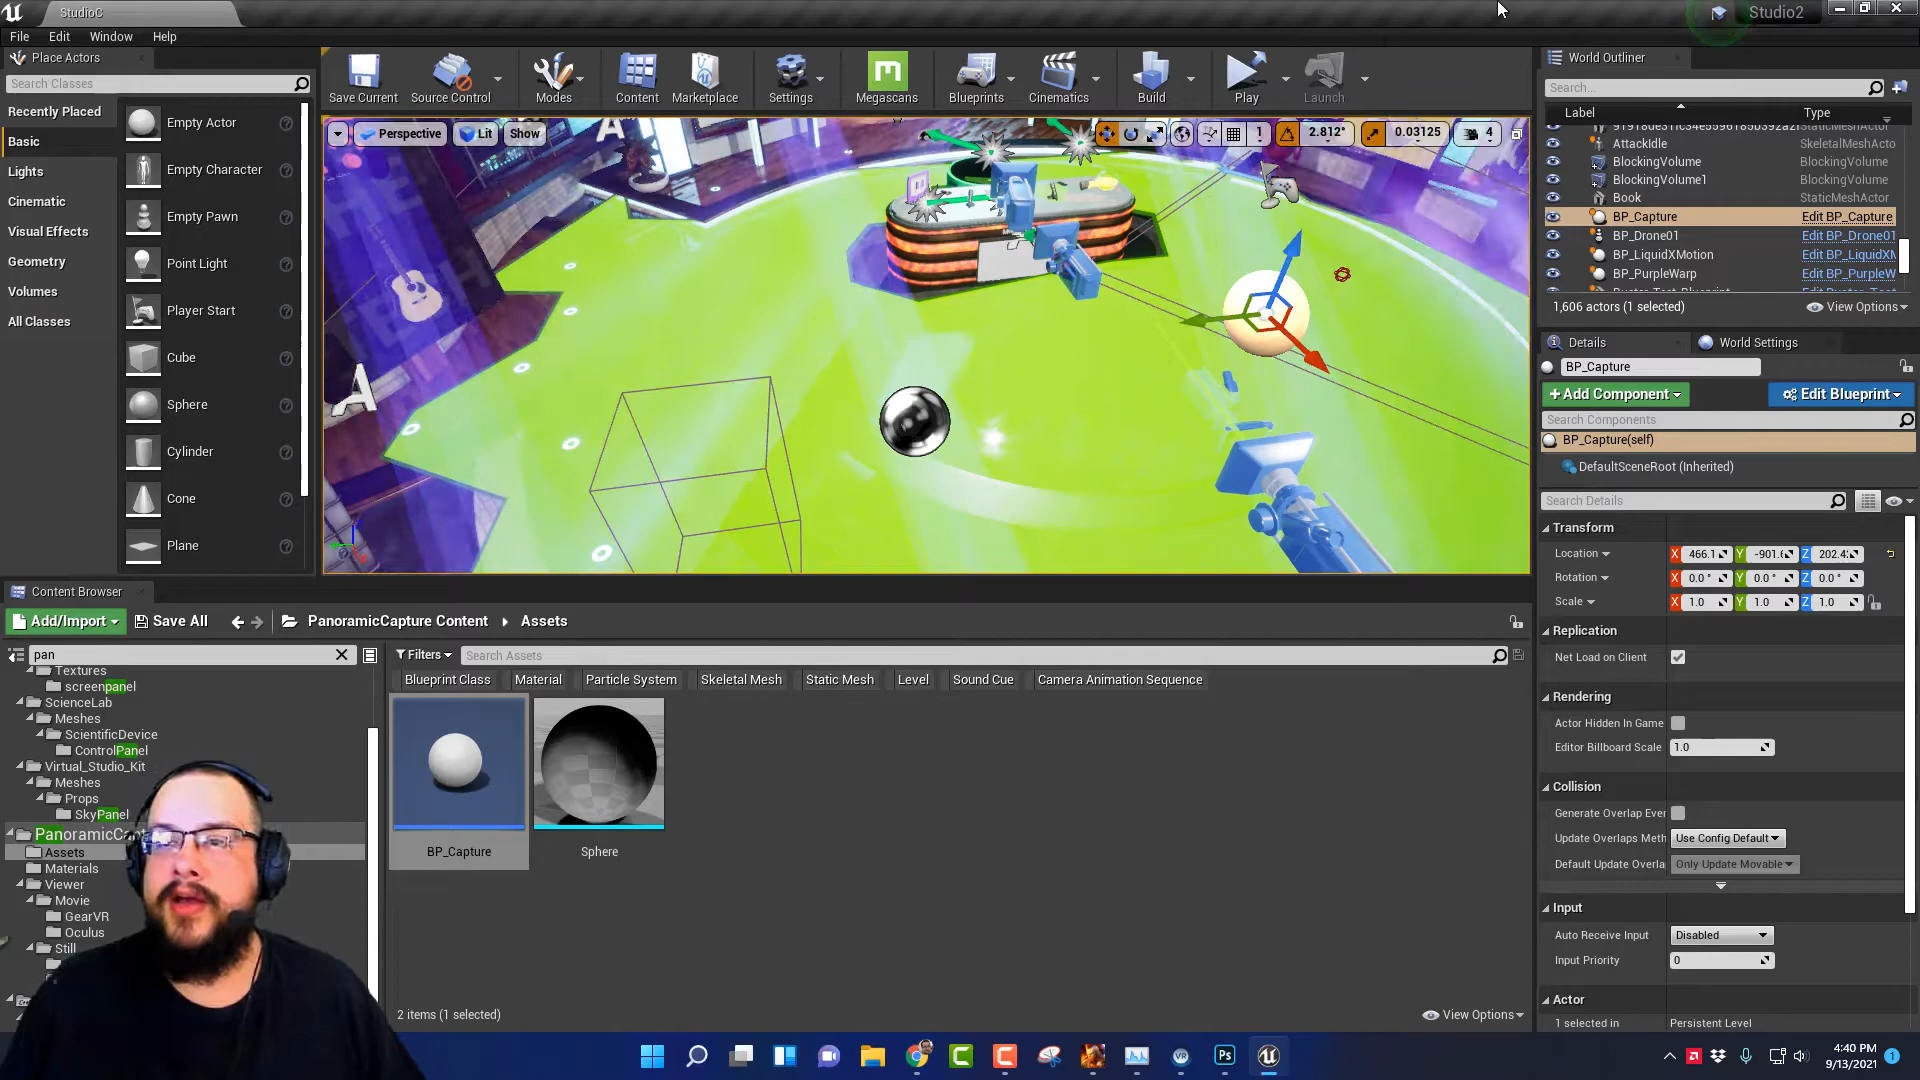 StudioC
Studio2
File Edit Window Help
Place Actors
Search Classes
Recently Placed
Basic
Lights
Cinematic
Visual Effects
Geometry
Volumes
All Classes
Empty Actor
Empty Character
Empty Pawn
Point Light
Player Start
Cube
Sphere
Cylinder
Cone
Plane
Save Current
Source Control
Modes
Content
Marketplace
Settings
Megascans
Blueprints
Cinematics
Build
Play
Launch
Perspective Lit Show
1 2.812° 0.03125 4
World Outliner
Search...
Label Type
AttackIdle SkeletalMeshActo
BlockingVolume BlockingVolume
BlockingVolume1 BlockingVolume
Book StaticMeshActor
BP_Capture Edit BP_Capture
BP_Drone01 Edit BP_Drone01
BP_LiquidXMotion Edit BP_LiquidXM
BP_PurpleWarp Edit BP_PurpleW
1,606 actors (1 selected) View Options
Details World Settings
BP_Capture
+Add Component Edit Blueprint
Search Components
BP_Capture(self)
DefaultSceneRoot (Inherited)
Search Details
Transform
Location X 466.1 Y -901.6 Z 202.4
Rotation X 0.0° Y 0.0° Z 0.0°
Scale X 1.0 Y 1.0 Z 1.0
Replication
Net Load on Client
Rendering
Actor Hidden In Game
Editor Billboard Scale 1.0
Collision
Generate Overlap Ever
Update Overlaps Meth Use Config Default
Default Update Overla Only Update Movable
Input
Auto Receive Input Disabled
Input Priority 0
Actor
1 selected in Persistent Level
Content Browser
Add/Import Save All PanoramicCapture Content Assets
pan
Textures
screenpanel
ScienceLab
Meshes
ScientificDevice
ControlPanel
Virtual_Studio_Kit
Meshes
Props
SkyPanel
PanoramicCapt
Assets
Materials
Viewer
Movie
GearVR
Oculus
Still
Filters Search Assets
Blueprint Class Material Particle System Skeletal Mesh Static Mesh Level Sound Cue Camera Animation Sequence
BP_Capture
Sphere
2 items (1 selected)
View Options
4:40 PM
9/13/2021
1
VR
Ps
A
A